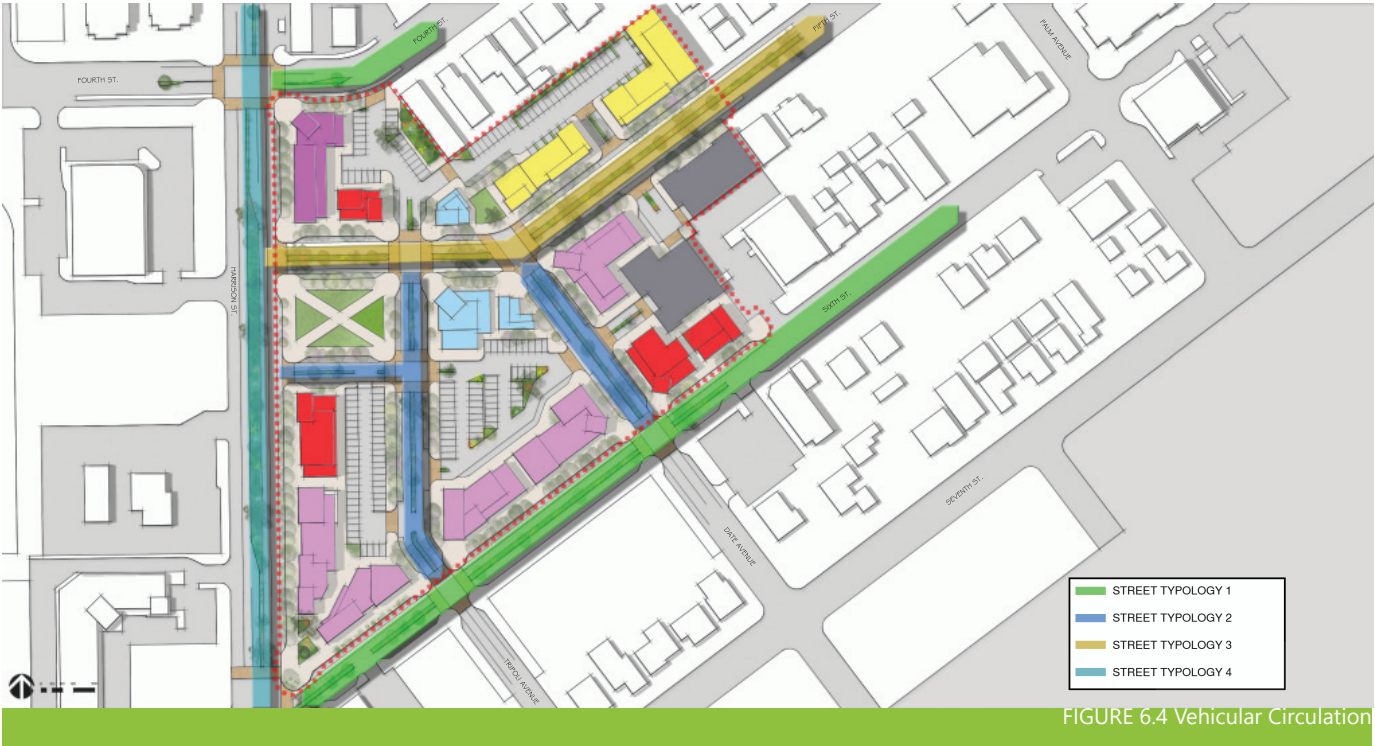 FOURTH ST.
FOURTH ST.
FIFTH ST.
PALM AVENUE
HARRISON ST.
SIXTH ST.
SEVENTH ST.
DATE AVENUE
TRIPOLI AVENUE
STREET TYPOLOGY 1
STREET TYPOLOGY 2
STREET TYPOLOGY 3
STREET TYPOLOGY 4
FIGURE 6.4 Vehicular Circulation